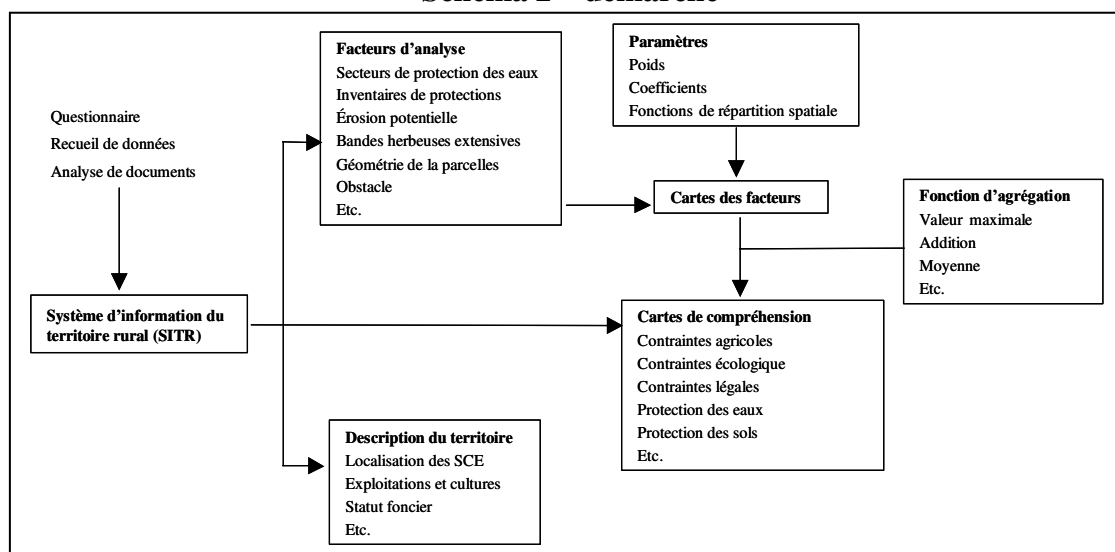 Schéma 2 – démarche
Facteurs d'analyse
Secteurs de protection des eaux
Inventaires de protections
Érosion potentielle
Bandes herbeuses extensives
Géométrie de la parcelles
Obstacle
Etc.
Paramètres
Poids
Coefficients
Fonctions de répartition spatiale
Questionnaire
Recueil de données
Analyse de documents
Cartes des facteurs
Fonction d'agrégation
Valeur maximale
Addition
Moyenne
Etc.
Système d'information du
territoire rural (SITR)
Cartes de compréhension
Contraintes agricoles
Contraintes écologique
Contraintes légales
Protection des eaux
Protection des sols
Etc.
Description du territoire
Localisation des SCE
Exploitations et cultures
Statut foncier
Etc.